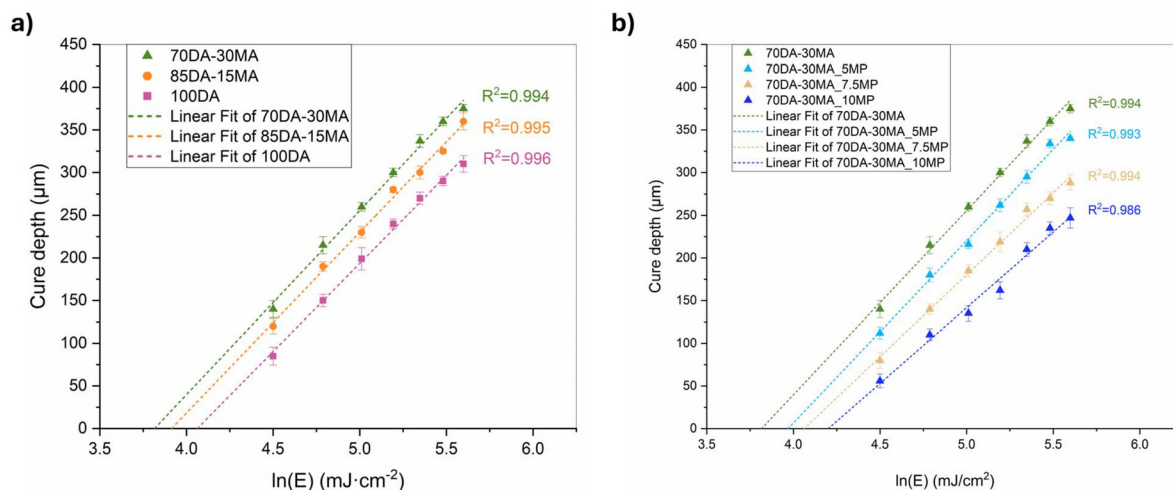 a)
450
400
350
300
250
200
150
100
50
0
Cure depth (μm)
70DA-30MA
85DA-15MA
100DA
Linear Fit of 70DA-30MA
Linear Fit of 85DA-15MA
Linear Fit of 100DA
R²=0.994
R²=0.995
R²=0.996
3.5 4.0 4.5 5.0 5.5 6.0
ln(E) (mJ·cm⁻²)
b)
450
400
350
300
250
200
150
100
50
0
Cure depth (μm)
70DA-30MA
70DA-30MA_5MP
70DA-30MA_7.5MP
70DA-30MA_10MP
Linear Fit of 70DA-30MA
Linear Fit of 70DA-30MA_5MP
Linear Fit of 70DA-30MA_7.5MP
Linear Fit of 70DA-30MA_10MP
R²=0.994
R²=0.993
R²=0.994
R²=0.986
3.5 4.0 4.5 5.0 5.5 6.0
ln(E) (mJ/cm²)